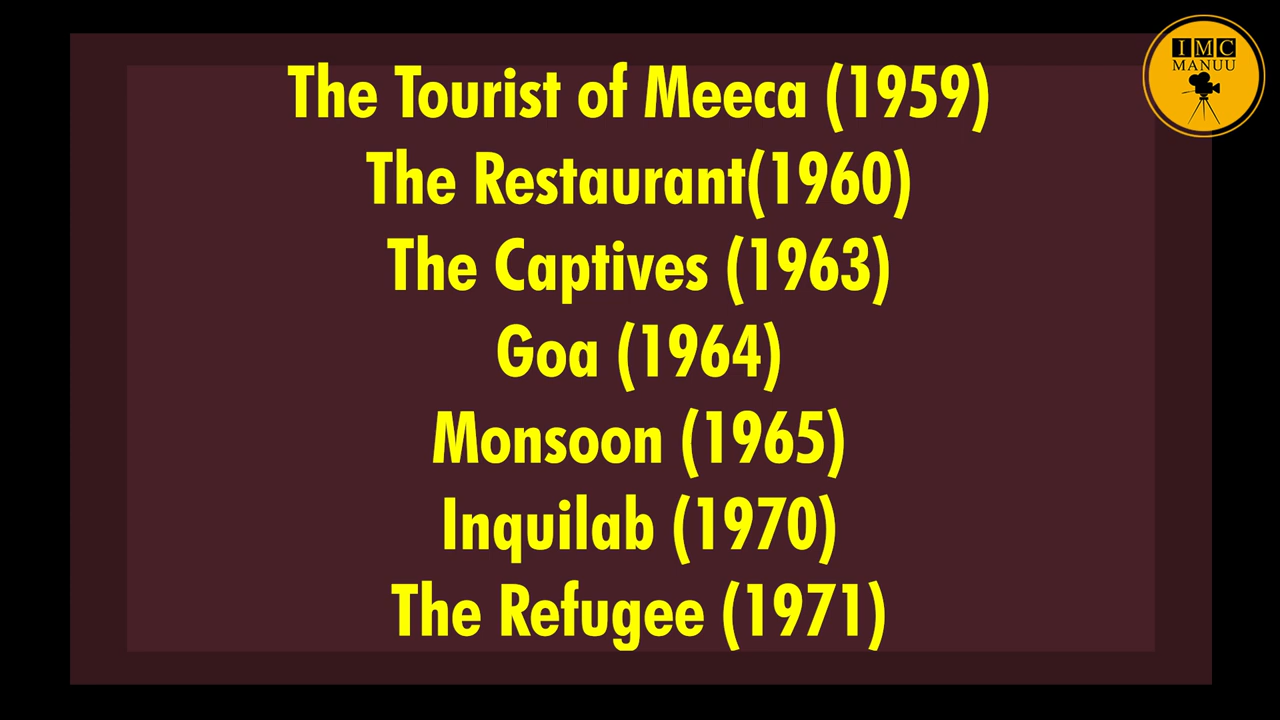 IMC
MANUU
The Tourist of Meeca (1959)
The Restaurant(1960)
The Captives (1963)
Goa (1964)
Monsoon (1965)
Inquilab (1970)
The Refugee (1971)